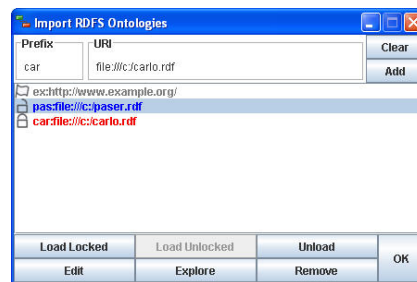 Import RDFS Ontologies
Prefix URI Clear
car file:///c:/carlo.rdf Add
ex:http://www.example.org/
pas:file:///c:/paser.rdf
car:file:///c:/carlo.rdf
Load Locked Load Unlocked Unload OK
Edit Explore Remove